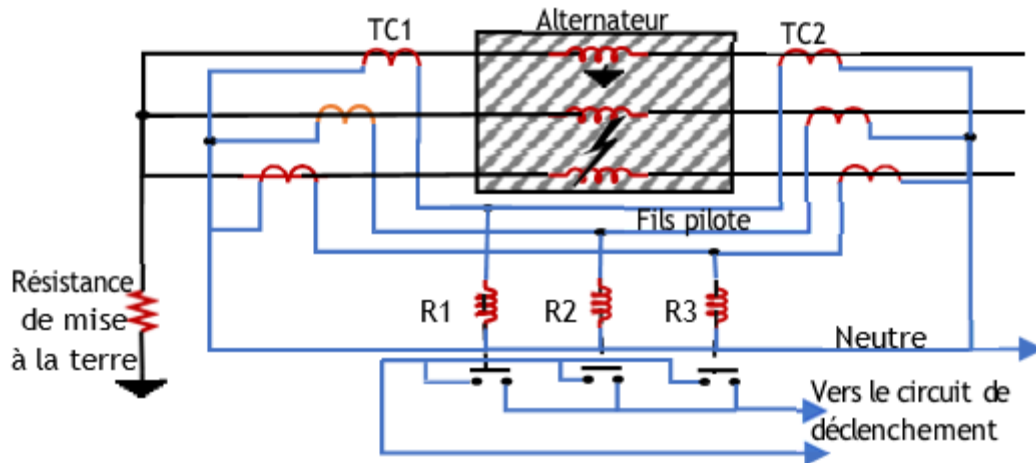 Alternateur
TC1
TC2
Fils pilote
Résistance
de mise
à la terre
R1
R2
R3
Neutre
Vers le circuit de
déclenchement